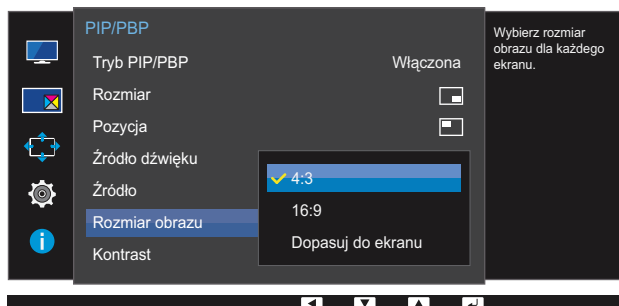 PIP/PBP
Tryb PIP/PBP Włączona
Rozmiar
Pozycja
Źródło dźwięku
Źródło
Rozmiar obrazu
Kontrast
4:3
16:9
Dopasuj do ekranu
Wybierz rozmiar
obrazu dla każdego
ekranu.